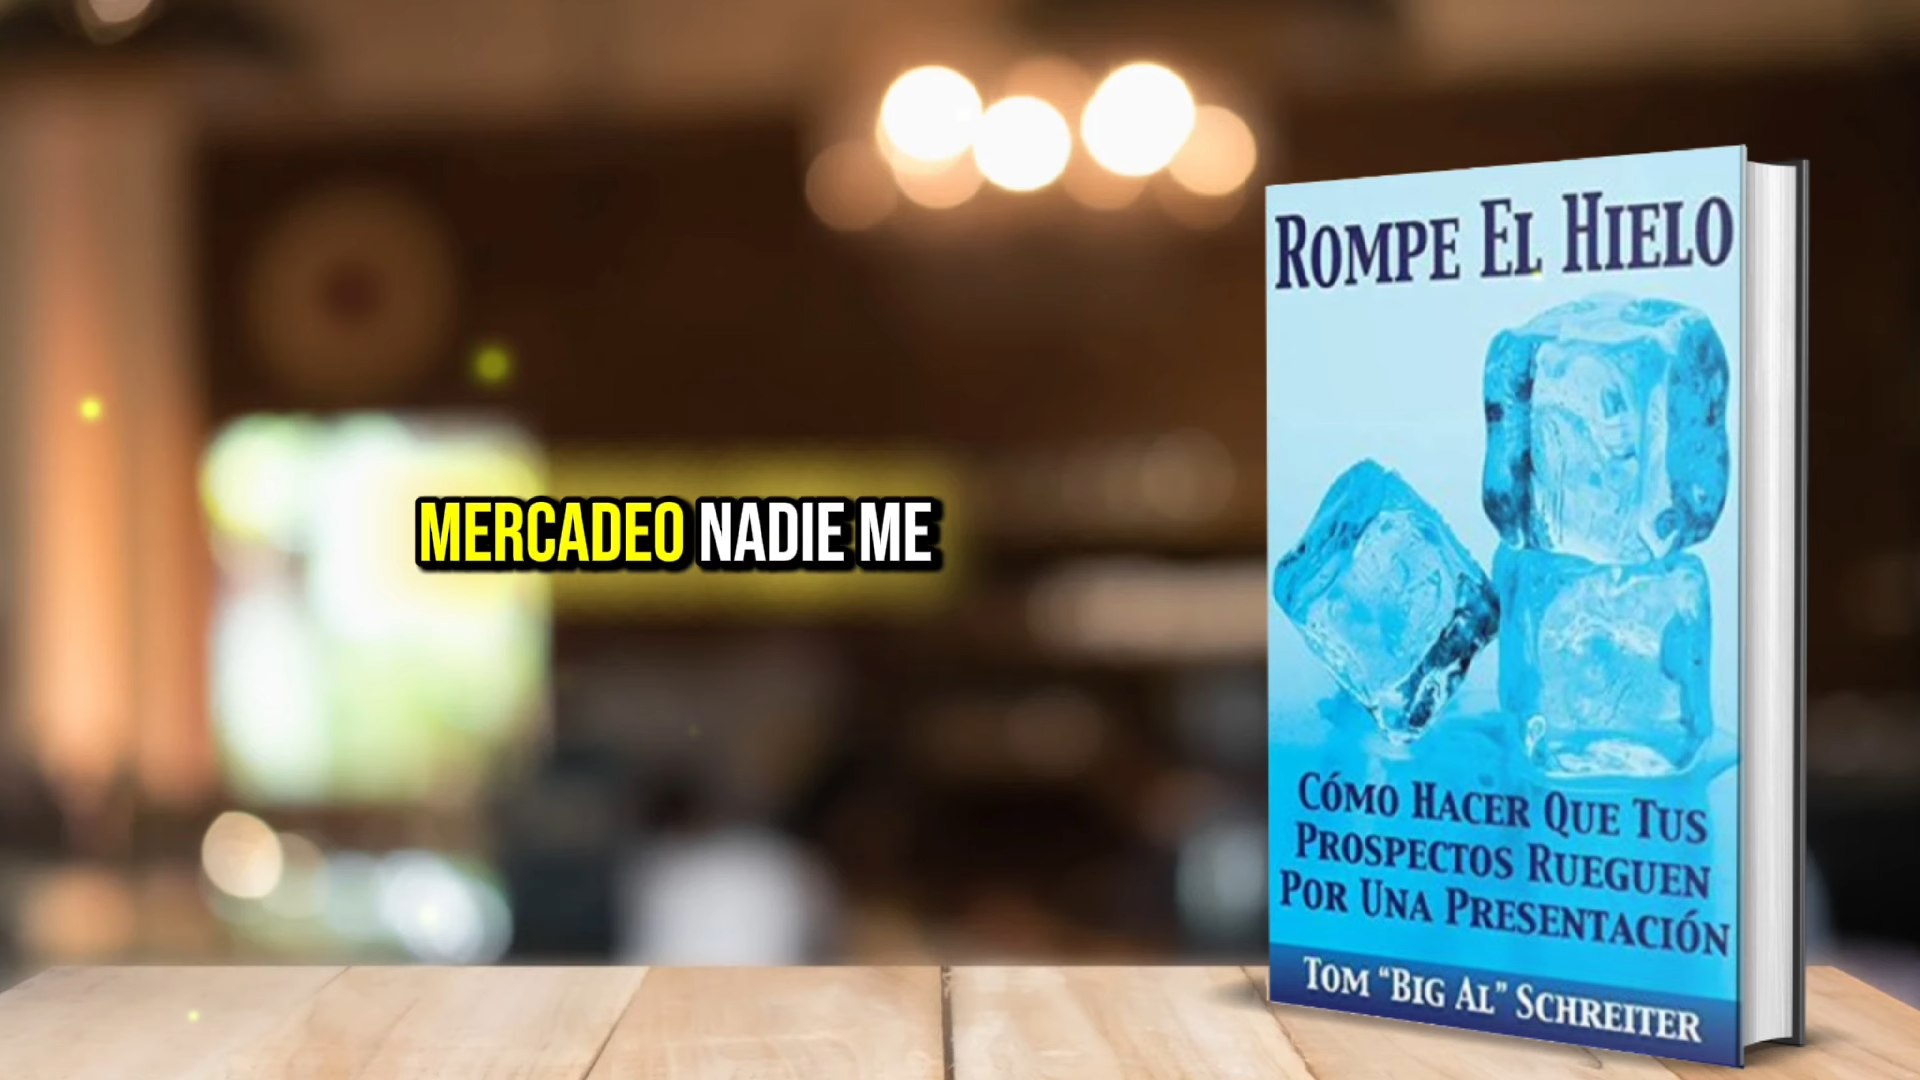 MERCADEO NADIE ME
ROMPE EL HIELO
CÓMO HACER QUE TUS
PROSPECTOS RUEGUEN
POR UNA PRESENTACIÓN
TOM “BIG AL” SCHREITER